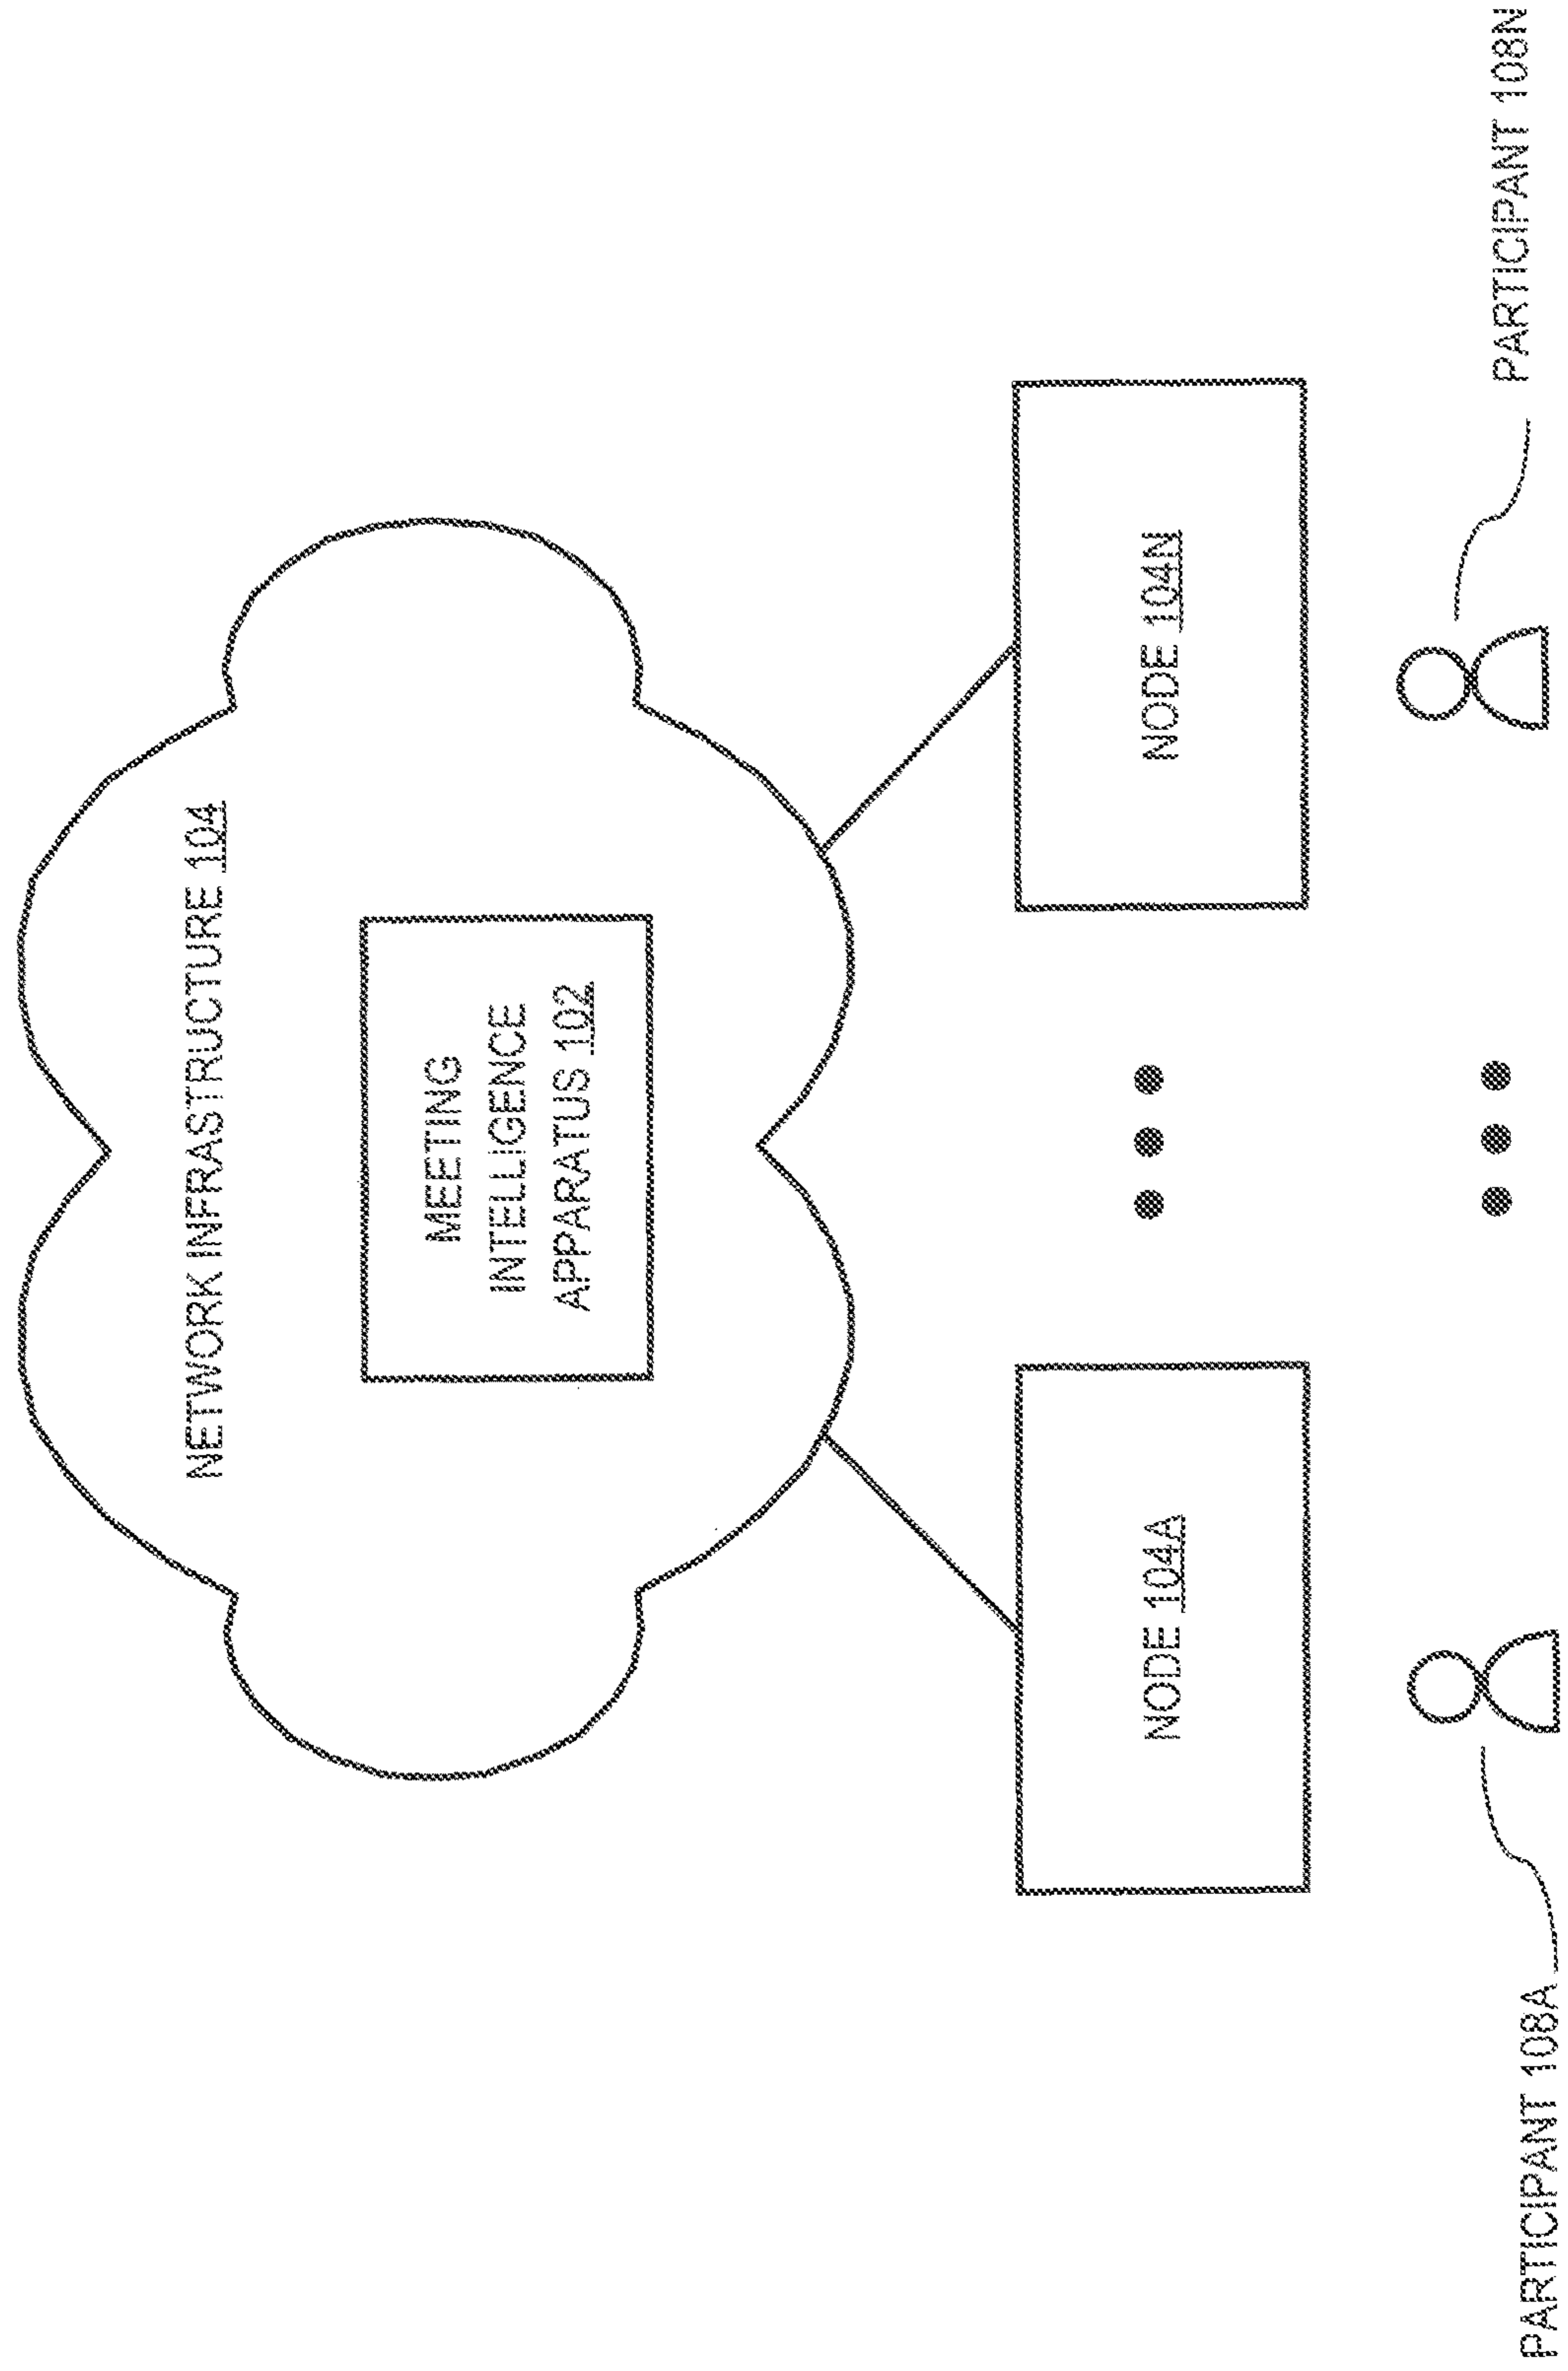 NETWORK INFRASTRUCTURE 104
MEETING
INTELLIGENCE
APPARATUS 102
NODE 104A
NODE 104N
PARTICIPANT 108A
PARTICIPANT 108N